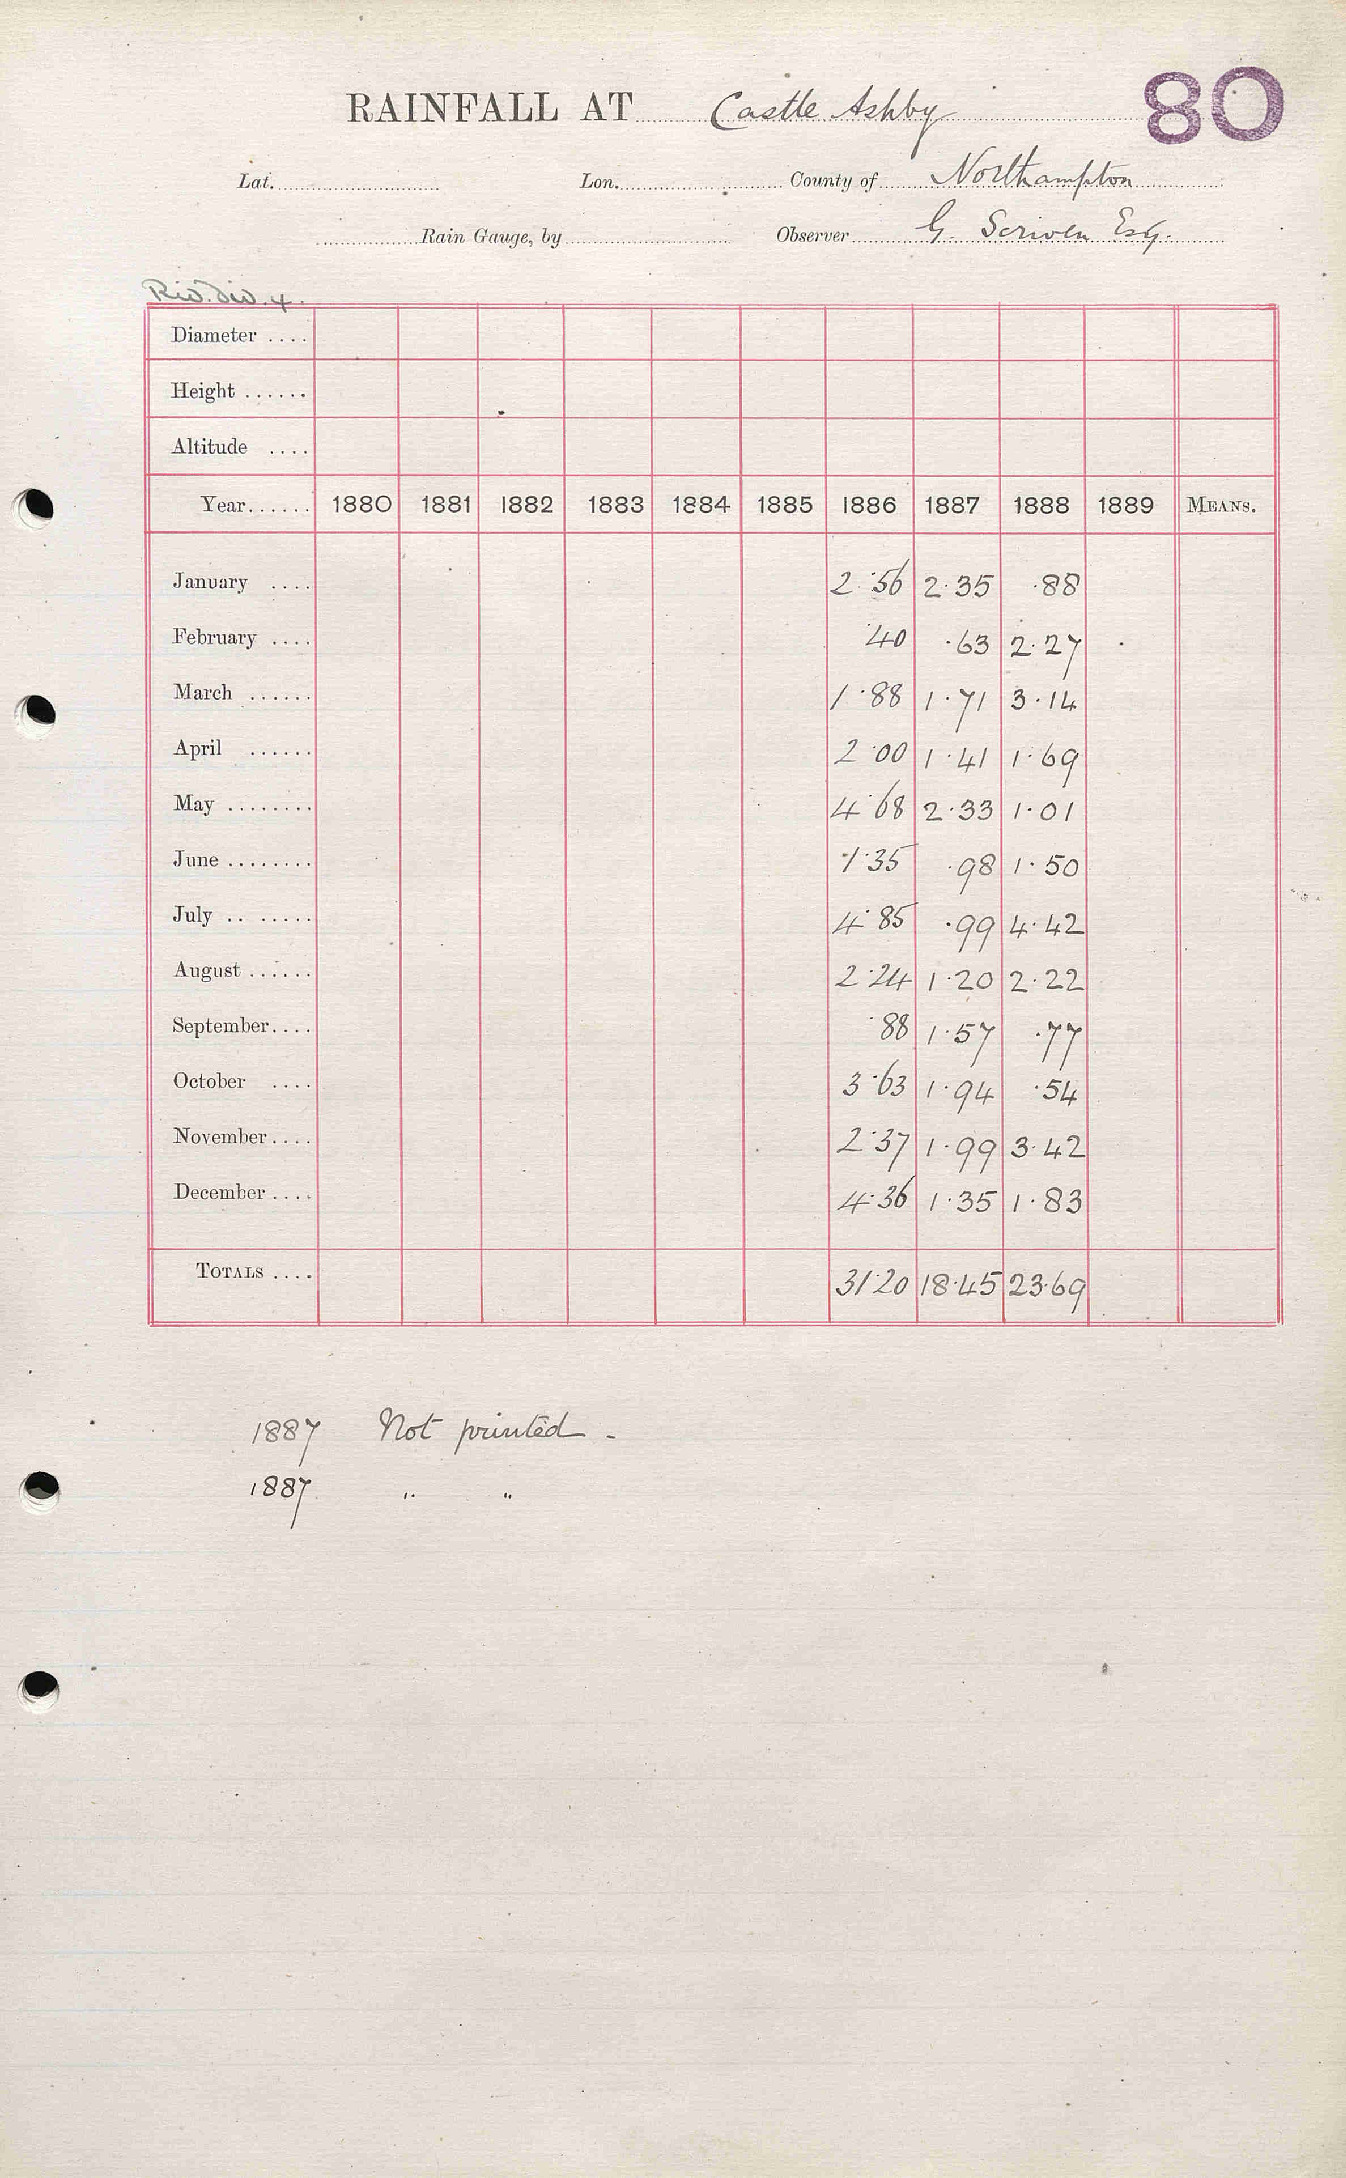 80
RAINFALL AT Castle Ashby
Lat. Lon. County of Northampton
Rain Gauge, by Observer G. Scriven Esq.
Riv. Div. 4.
Diameter ....
Height ......
Altitude ....
Year...... 1880 1881 1882 1883 1884 1885 1886 1887 1888 1889 MEANS.
January .... 2.56 2.35 .88
February .... .40 .63 2.27
March ...... 1.88 1.71 3.14
April ...... 2.00 1.41 1.69
May ........ 4.68 2.33 1.01
June ........ 1.35 .98 1.50
July .. ..... 4.85 .99 4.42
August ...... 2.24 1.20 2.22
September.... .88 1.57 .77
October .... 3.63 1.94 .54
November.... 2.37 1.99 3.42
December.... 4.36 1.35 1.83
TOTALS .... 31.20 18.45 23.69
1887 Not printed -
1887 " "